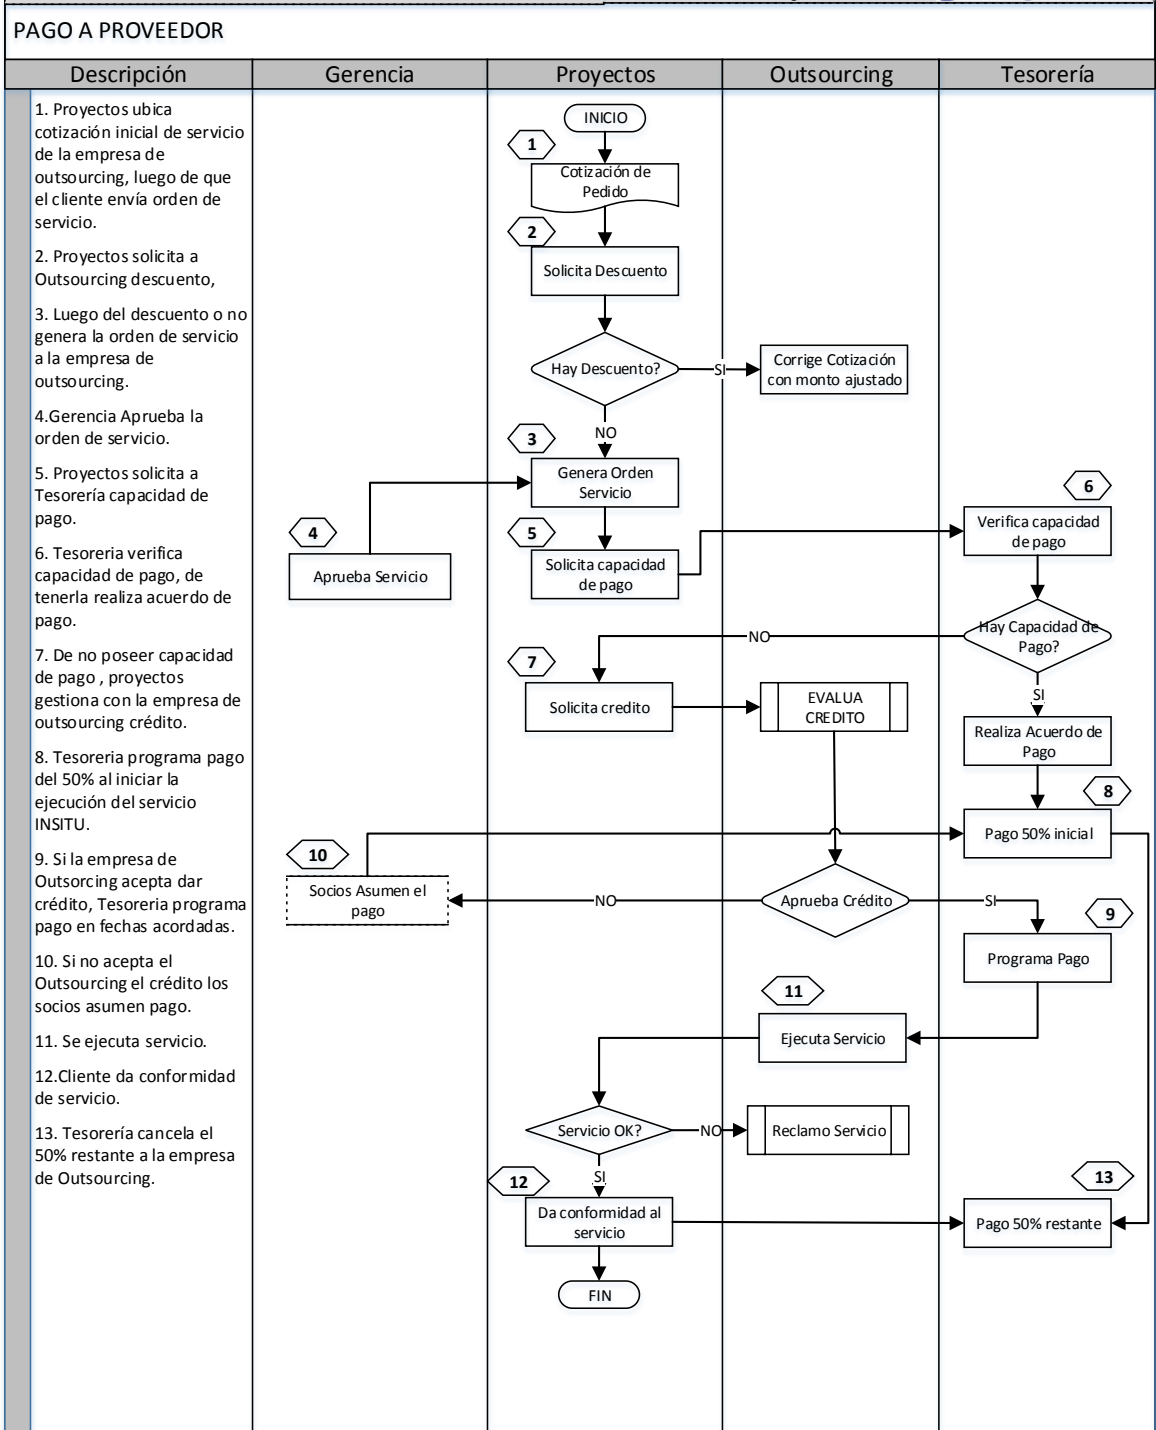 PAGO A PROVEEDOR
Descripción
Gerencia
Proyectos
Outsourcing
Tesorería
1. Proyectos ubica
cotización inicial de servicio
de la empresa de
outsourcing, luego de que
el cliente envía orden de
servicio.
2. Proyectos solicita a
Outsourcing descuento,
3. Luego del descuento o no
genera la orden de servicio
a la empresa de
outsourcing.
4.Gerencia Aprueba la
orden de servicio.
5. Proyectos solicita a
Tesorería capacidad de
pago.
6. Tesoreria verifica
capacidad de pago, de
tenerla realiza acuerdo de
pago.
7. De no poseer capacidad
de pago , proyectos
gestiona con la empresa de
outsourcing crédito.
8. Tesoreria programa pago
del 50% al iniciar la
ejecución del servicio
INSITU.
9. Si la empresa de
Outsorcing acepta dar
crédito, Tesoreria programa
pago en fechas acordadas.
10. Si no acepta el
Outsourcing el crédito los
socios asumen pago.
11. Se ejecuta servicio.
12.Cliente da conformidad
de servicio.
13. Tesorería cancela el
50% restante a la empresa
de Outsourcing.
INICIO
1
Cotización de
Pedido
2
Solicita Descuento
Hay Descuento?
SI
Corrige Cotización
con monto ajustado
NO
3
Genera Orden
Servicio
4
Aprueba Servicio
5
Solicita capacidad
de pago
6
Verifica capacidad
de pago
Hay Capacidad de
Pago?
NO
SI
7
Solicita credito
EVALUA
CREDITO
Realiza Acuerdo de
Pago
8
Pago 50% inicial
10
Socios Asumen el
pago
NO
Aprueba Crédito
SI
9
Programa Pago
11
Ejecuta Servicio
Servicio OK?
NO
Reclamo Servicio
SI
12
Da conformidad al
servicio
13
Pago 50% restante
FIN